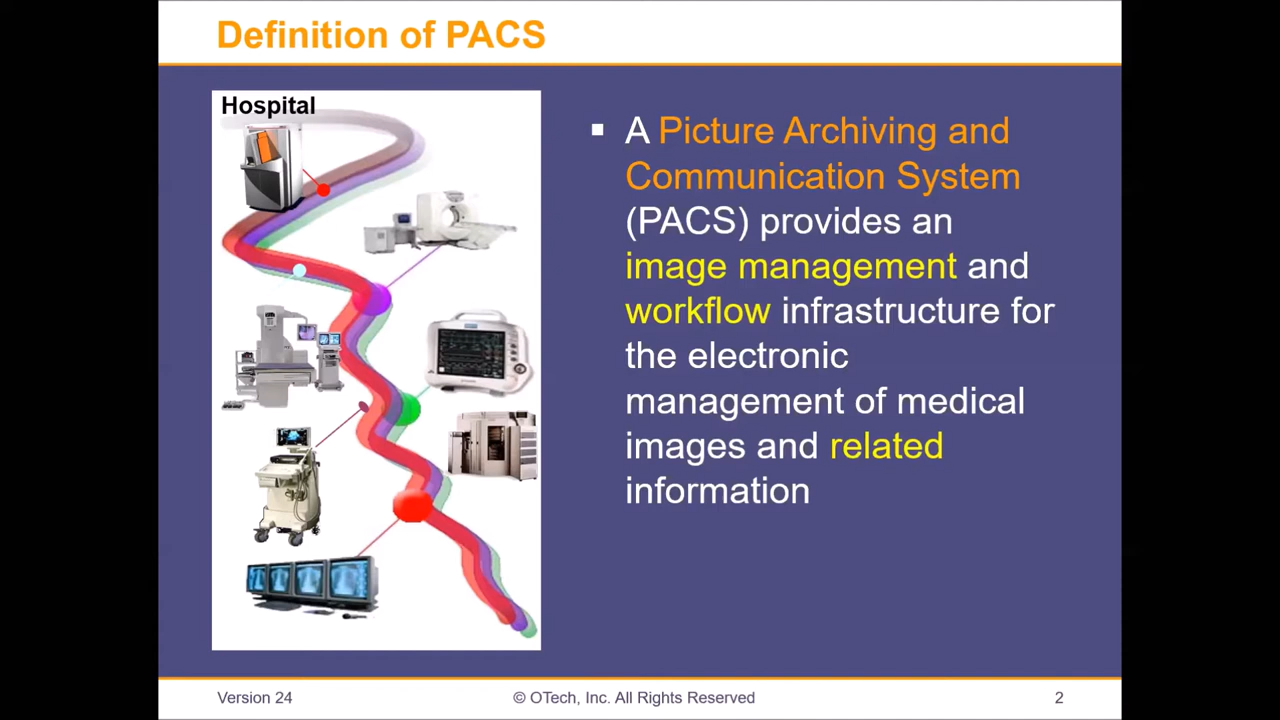 Definition of PACS
Hospital
▪ A Picture Archiving and
Communication System
(PACS) provides an
image management and
workflow infrastructure for
the electronic
management of medical
images and related
information
Version 24
© OTech, Inc. All Rights Reserved
2